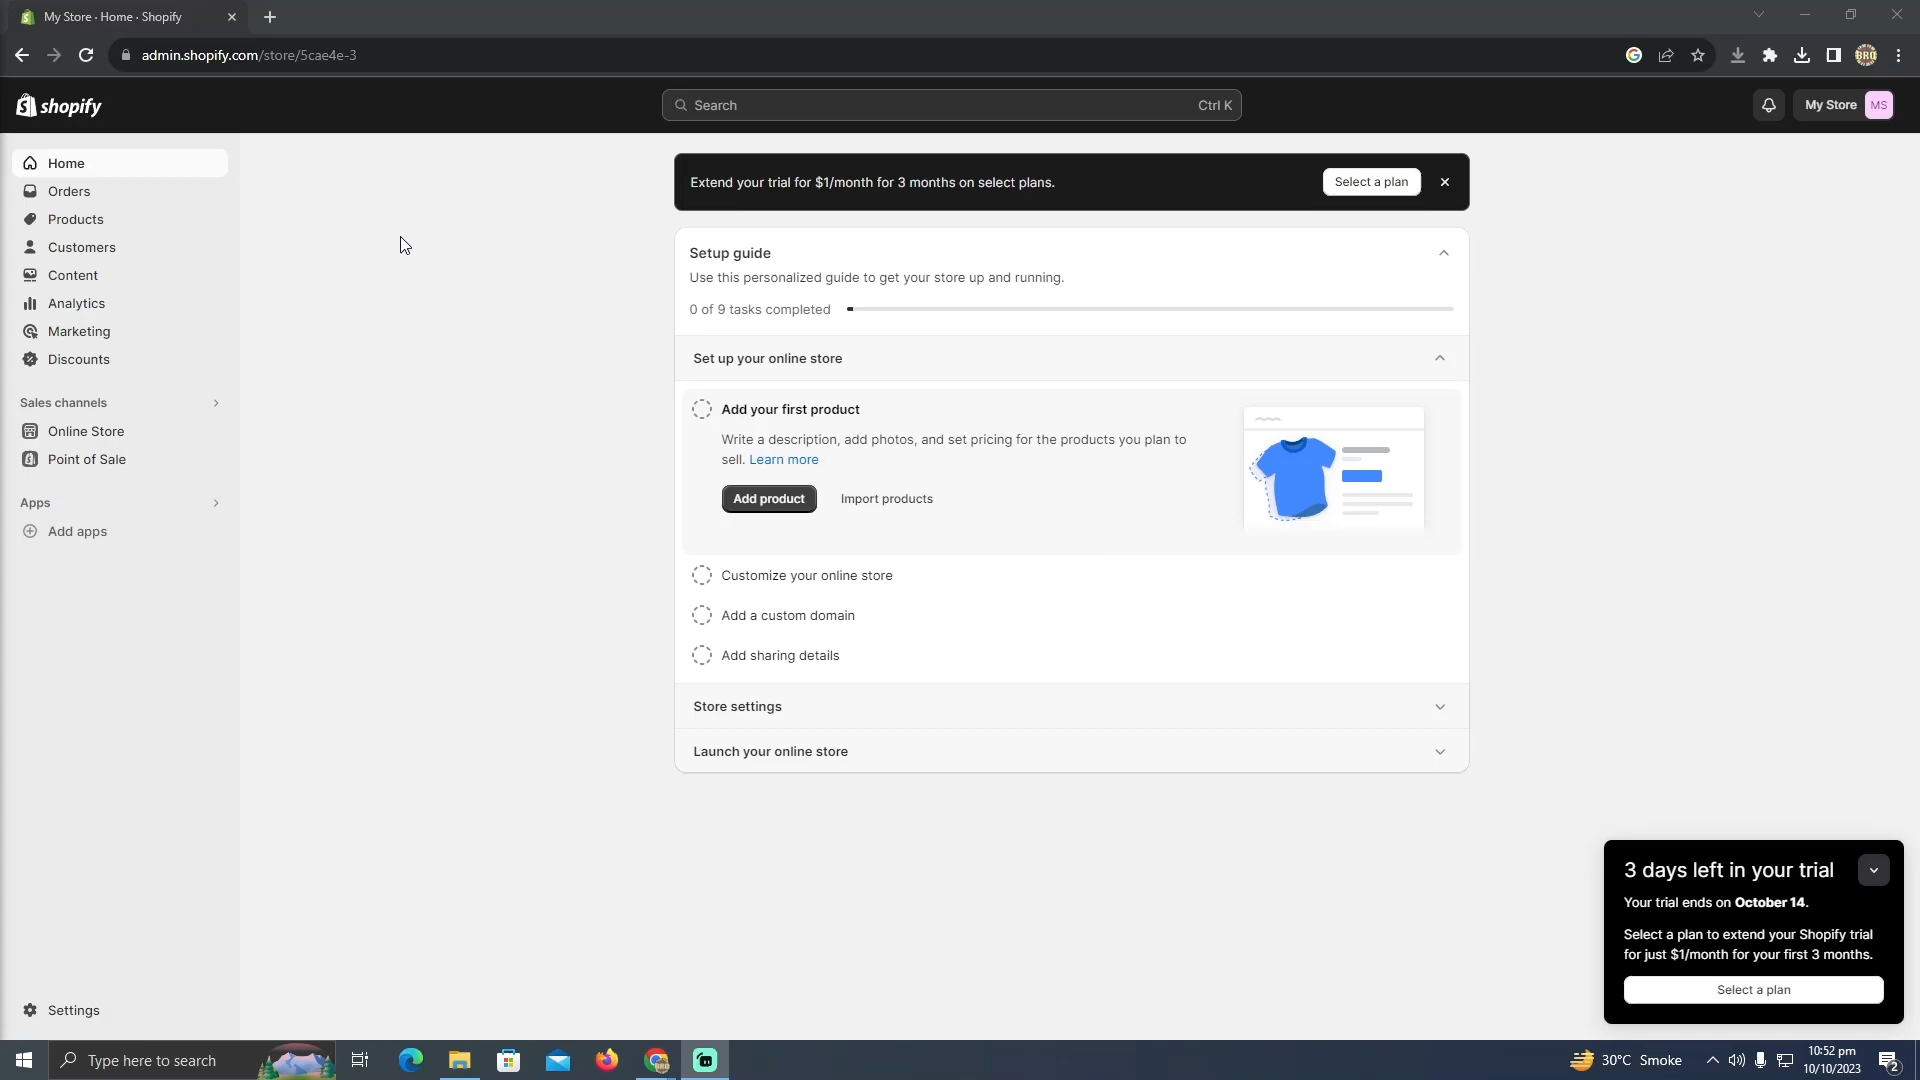 My Store · Home · Shopify
admin.shopify.com/store/5cae4e-3
BRO
shopify
Search
Ctrl K
My Store
MS
Home
Orders
Products
Customers
Content
Analytics
Marketing
Discounts
Sales channels
Online Store
Point of Sale
Apps
Add apps
Settings
Extend your trial for $1/month for 3 months on select plans.
Select a plan
Setup guide
Use this personalized guide to get your store up and running.
0 of 9 tasks completed
Set up your online store
Add your first product
Write a description, add photos, and set pricing for the products you plan to
sell. Learn more
Add product
Import products
Customize your online store
Add a custom domain
Add sharing details
Store settings
Launch your online store
3 days left in your trial
Your trial ends on October 14.
Select a plan to extend your Shopify trial
for just $1/month for your first 3 months.
Select a plan
Type here to search
30°C Smoke
10:52 pm
10/10/2023
2